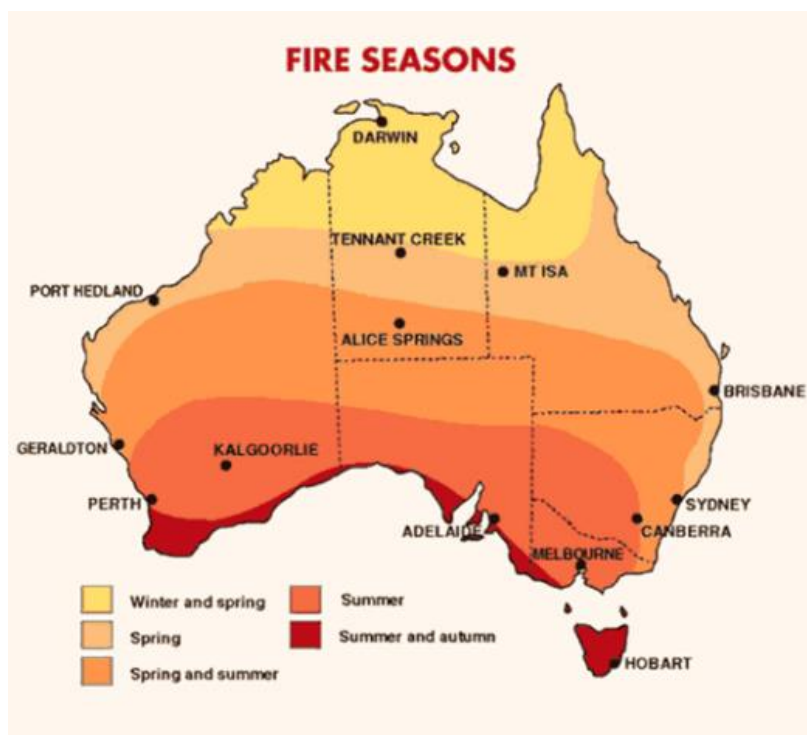 FIRE SEASONS
DARWIN
TENNANT CREEK
MT ISA
PORT HEDLAND
ALICE SPRINGS
BRISBANE
GERALDTON
KALGOORLIE
PERTH
SYDNEY
ADELAIDE
CANBERRA
MELBOURNE
HOBART
Winter and spring
Spring
Spring and summer
Summer
Summer and autumn